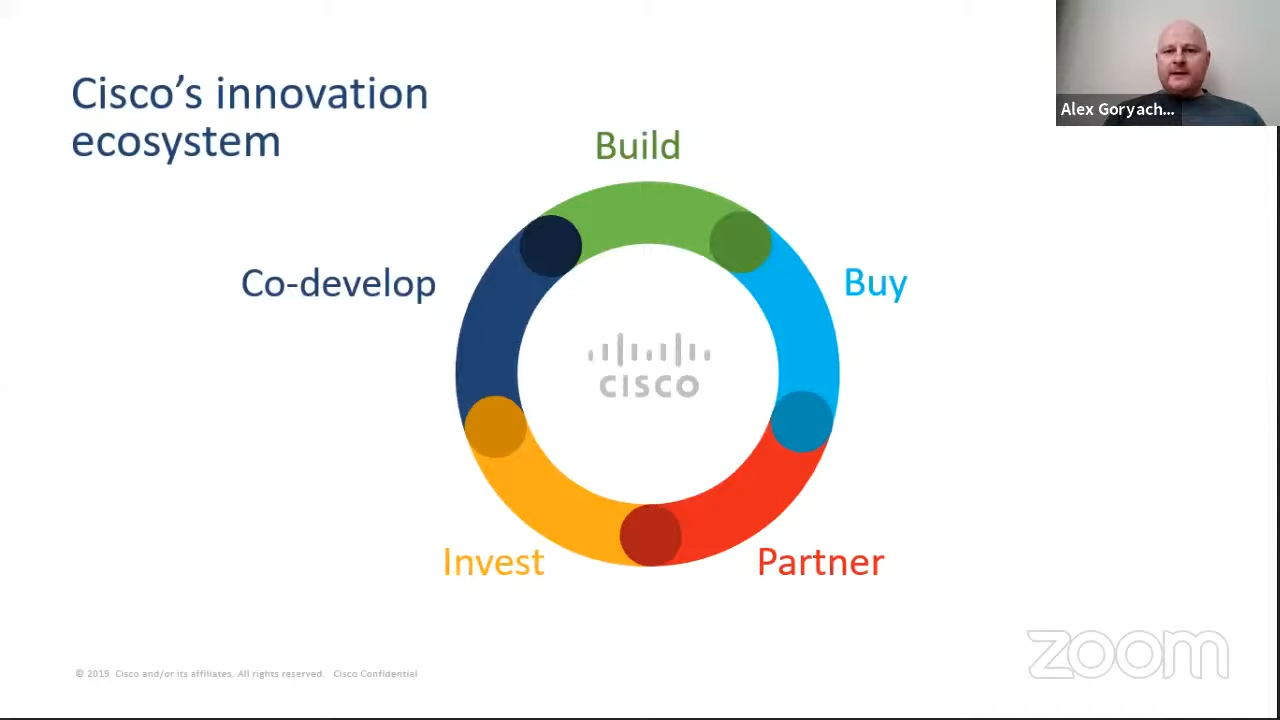 Cisco's innovation
ecosystem
Alex Goryach...
Build
Co-develop
Buy
CISCO
Invest
Partner
© 2019 Cisco and/or its affiliates. All rights reserved. Cisco Confidential
zoom